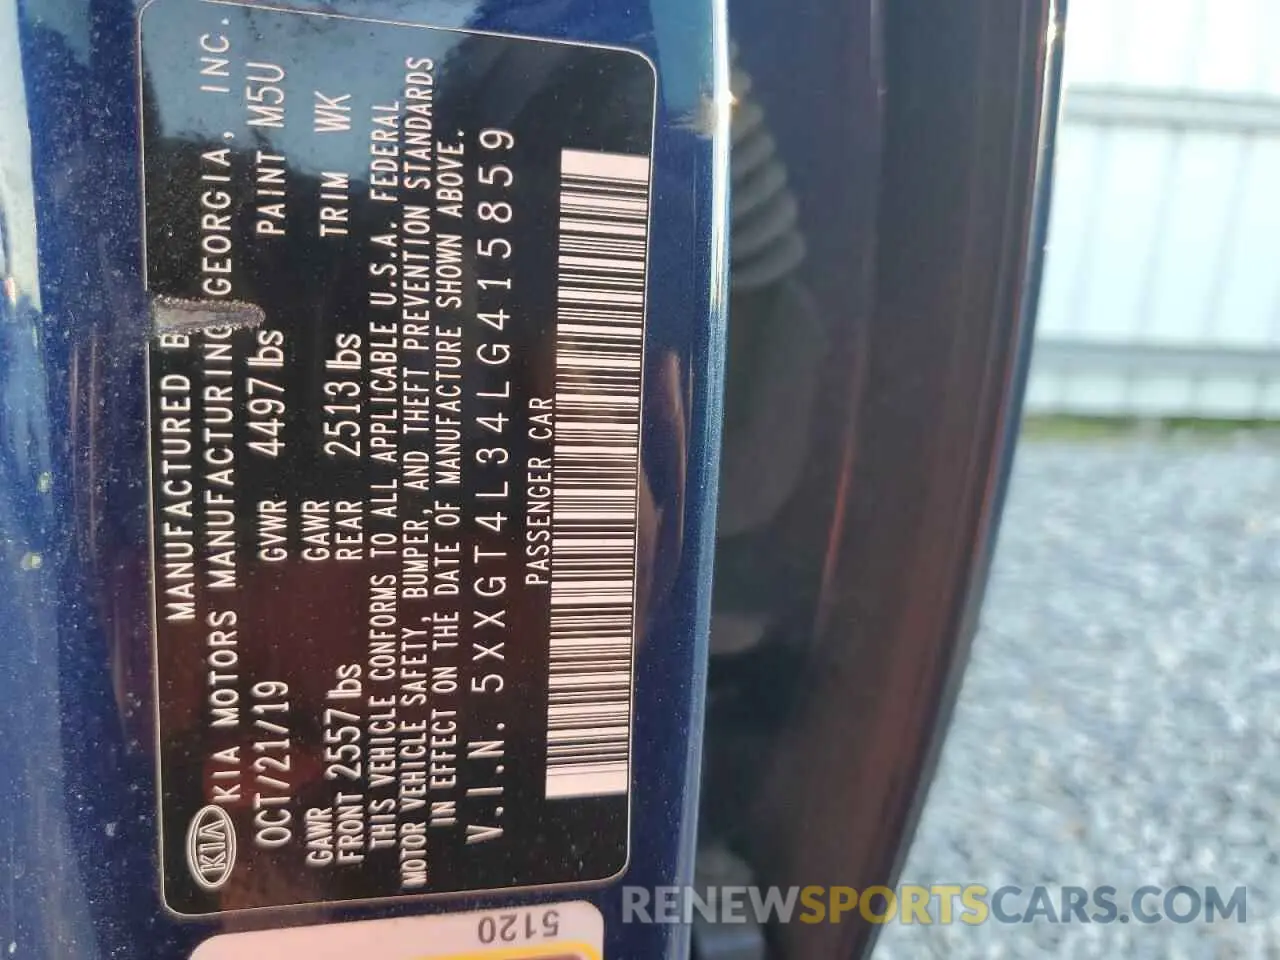 MANUFACTURED B
KIA MOTORS MANUFACTURING GEORGIA, INC.
OCT/21/19 GVWR 4497 lbs PAINT M5U
GAWR FRONT 2557 lbs GAWR REAR 2513 lbs TRIM WK
THIS VEHICLE CONFORMS TO ALL APPLICABLE U.S.A. FEDERAL
MOTOR VEHICLE SAFETY, BUMPER, AND THEFT PREVENTION STANDARDS
IN EFFECT ON THE DATE OF MANUFACTURE SHOWN ABOVE.
V.I.N. 5XXGT4L34LG415859
PASSENGER CAR
KIA
5120
RENEWSPORTSCARS.COM